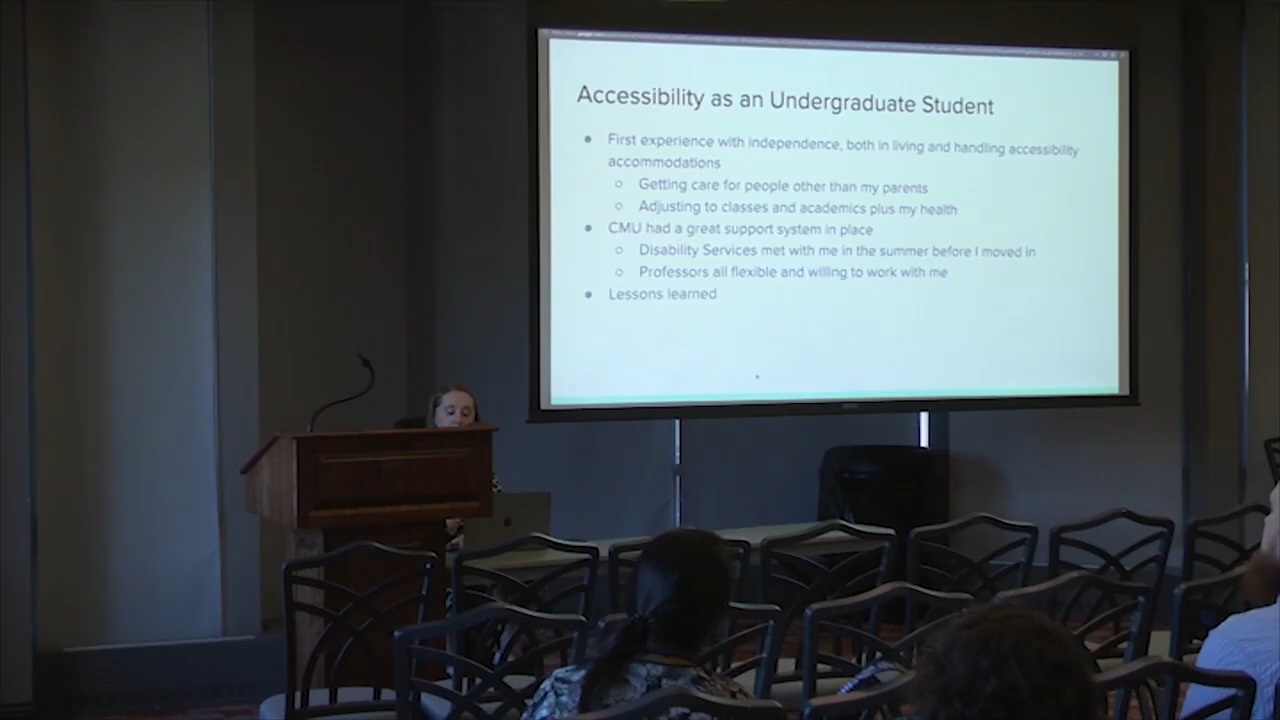 Accessibility as an Undergraduate Student
● First experience with independence, both in living and handling accessibility
accommodations
○ Getting care for people other than my parents
○ Adjusting to classes and academics plus my health
● CMU had a great support system in place
○ Disability Services met with me in the summer before I moved in
○ Professors all flexible and willing to work with me
● Lessons learned